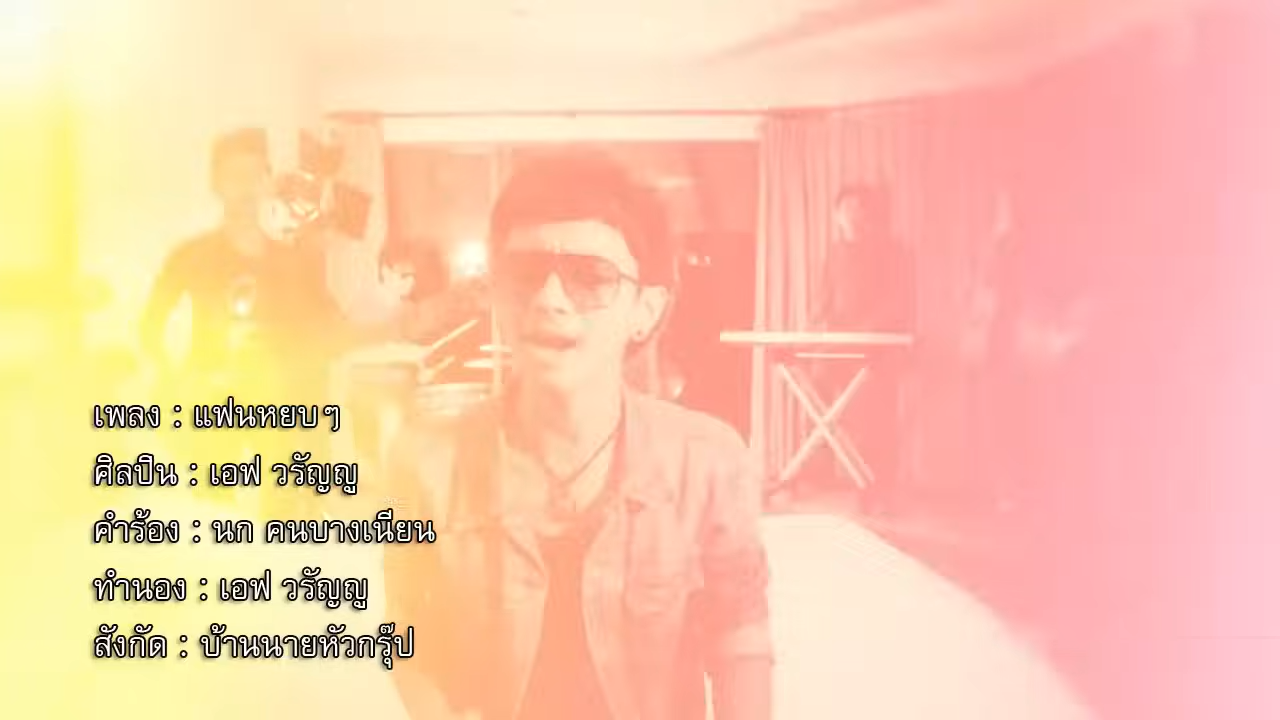 เพลง : แฟนหยบๆ
ศิลปิน : เอฟ วรัญญู
คำร้อง : นก คนบางเนียน
ทำนอง : เอฟ วรัญญู
สังกัด : บ้านนายหัวกรุ๊ป